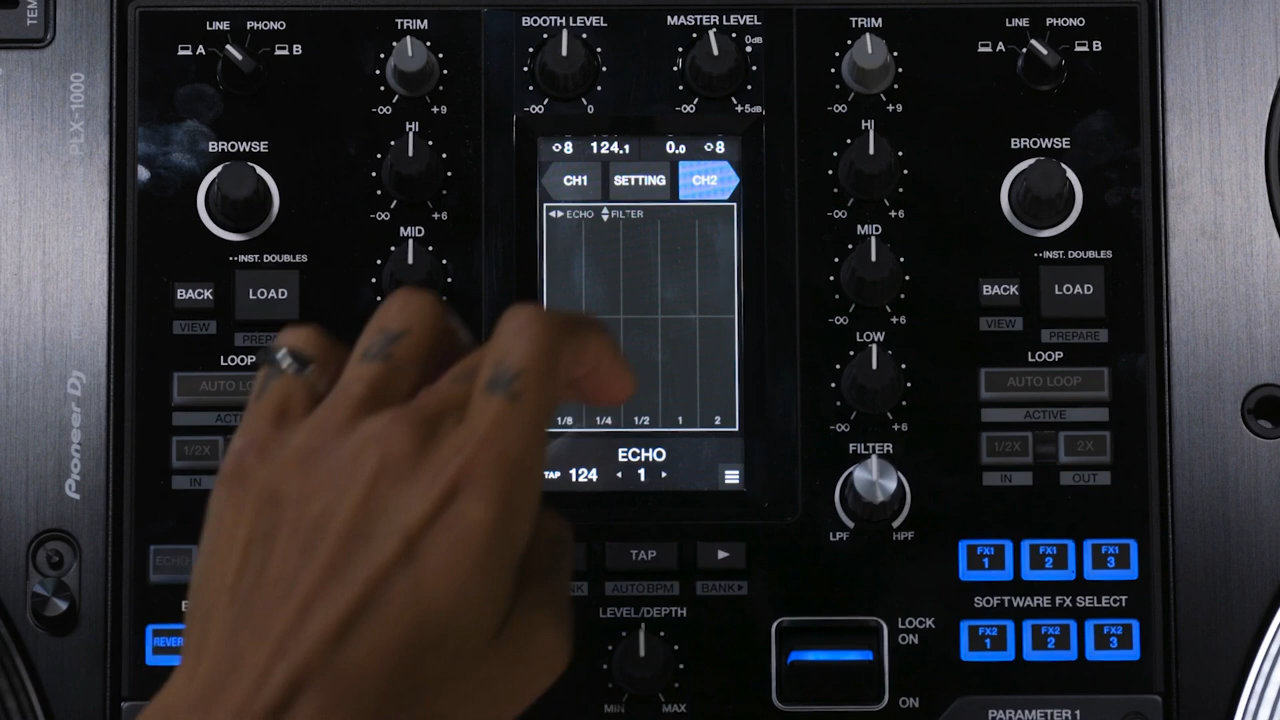 TEM
PLX-1000
Pioneer Dj
LINE PHONO
A B
TRIM
-∞ +9
BROWSE
HI
-∞ +6
MID
INST. DOUBLES
BACK LOAD
VIEW
LOOP
1/2X
IN
BOOTH LEVEL
-∞ 0
MASTER LEVEL
0dB
-∞ +5dB
8 124.1 0.0 8
CH1 SETTING CH2
ECHO FILTER
1/8 1/4 1/2 1 2
ECHO
TAP 124 1
TAP
AUTO BPM BANK
LEVEL/DEPTH
MIN MAX
TRIM
-∞ +9
HI
-∞ +6
MID
-∞ +6
LOW
-∞ +6
FILTER
LPF HPF
LOCK
ON
ON
LINE PHONO
A B
BROWSE
INST. DOUBLES
BACK LOAD
VIEW PREPARE
LOOP
AUTO LOOP
ACTIVE
1/2X 2X
IN OUT
FX1 1 FX1 2 FX1 3
SOFTWARE FX SELECT
FX2 1 FX2 2 FX2 3
PARAMETER 1